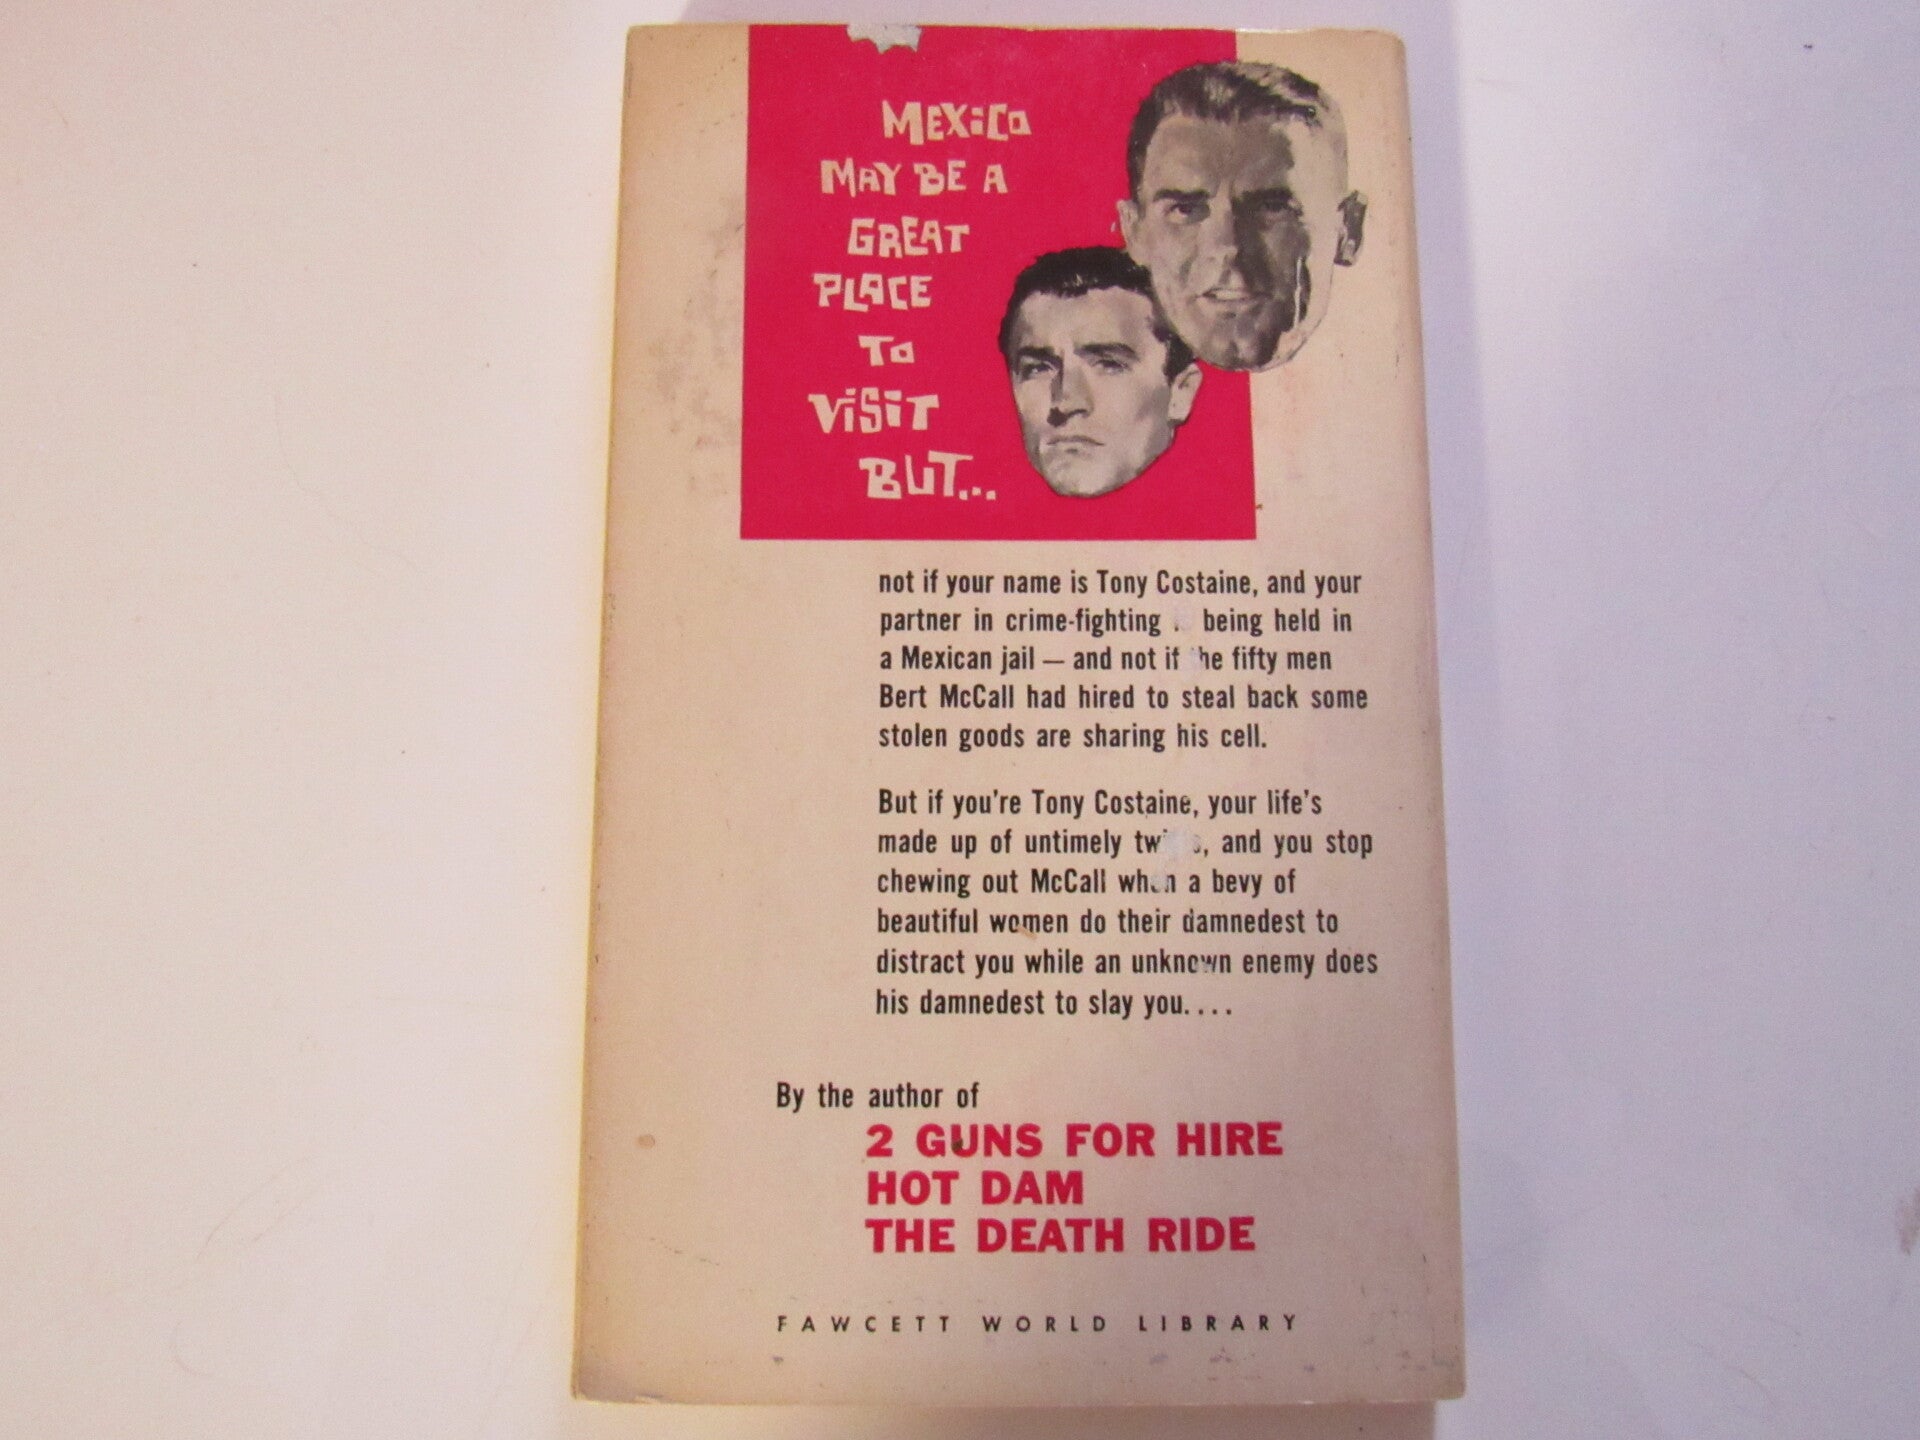 MEXICO
MAY BE A
GREAT
PLACE
TO
VISIT
BUT...
not if your name is Tony Costaine, and your
partner in crime-fighting being held in
a Mexican jail — and not if the fifty men
Bert McCall had hired to steal back some
stolen goods are sharing his cell.
But if you're Tony Costaine, your life's
made up of untimely and you stop
chewing out McCall when a bevy of
beautiful women do their damnedest to
distract you while an unknown enemy does
his damnedest to slay you....
By the author of
2 GUNS FOR HIRE
HOT DAM
THE DEATH RIDE
FAWCETT WORLD LIBRARY